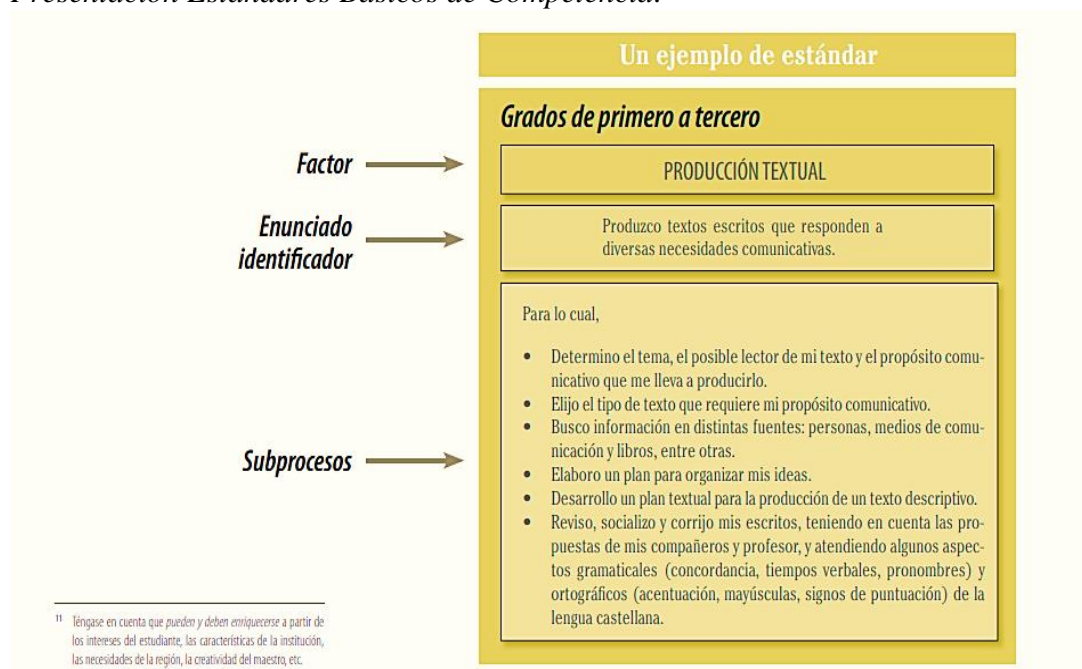 Presentación Estándares Básicos de Competencia.
Un ejemplo de estándar
Grados de primero a tercero
Factor
PRODUCCIÓN TEXTUAL
Enunciado
identificador
Produzco textos escritos que responden a
diversas necesidades comunicativas.
Para lo cual,
• Determino el tema, el posible lector de mi texto y el propósito comu-
nicativo que me lleva a producirlo.
• Elijo el tipo de texto que requiere mi propósito comunicativo.
• Busco información en distintas fuentes: personas, medios de comu-
nicación y libros, entre otras.
• Elaboro un plan para organizar mis ideas.
Subprocesos
• Desarrollo un plan textual para la producción de un texto descriptivo.
• Reviso, socializo y corrijo mis escritos, teniendo en cuenta las pro-
puestas de mis compañeros y profesor, y atendiendo algunos aspec-
tos gramaticales (concordancia, tiempos verbales, pronombres) y
ortográficos (acentuación, mayúsculas, signos de puntuación) de la
lengua castellana.
11 Téngase en cuenta que pueden y deben enriquecerse a partir de
los intereses del estudiante, las características de la institución,
las necesidades de la región, la creatividad del maestro, etc.